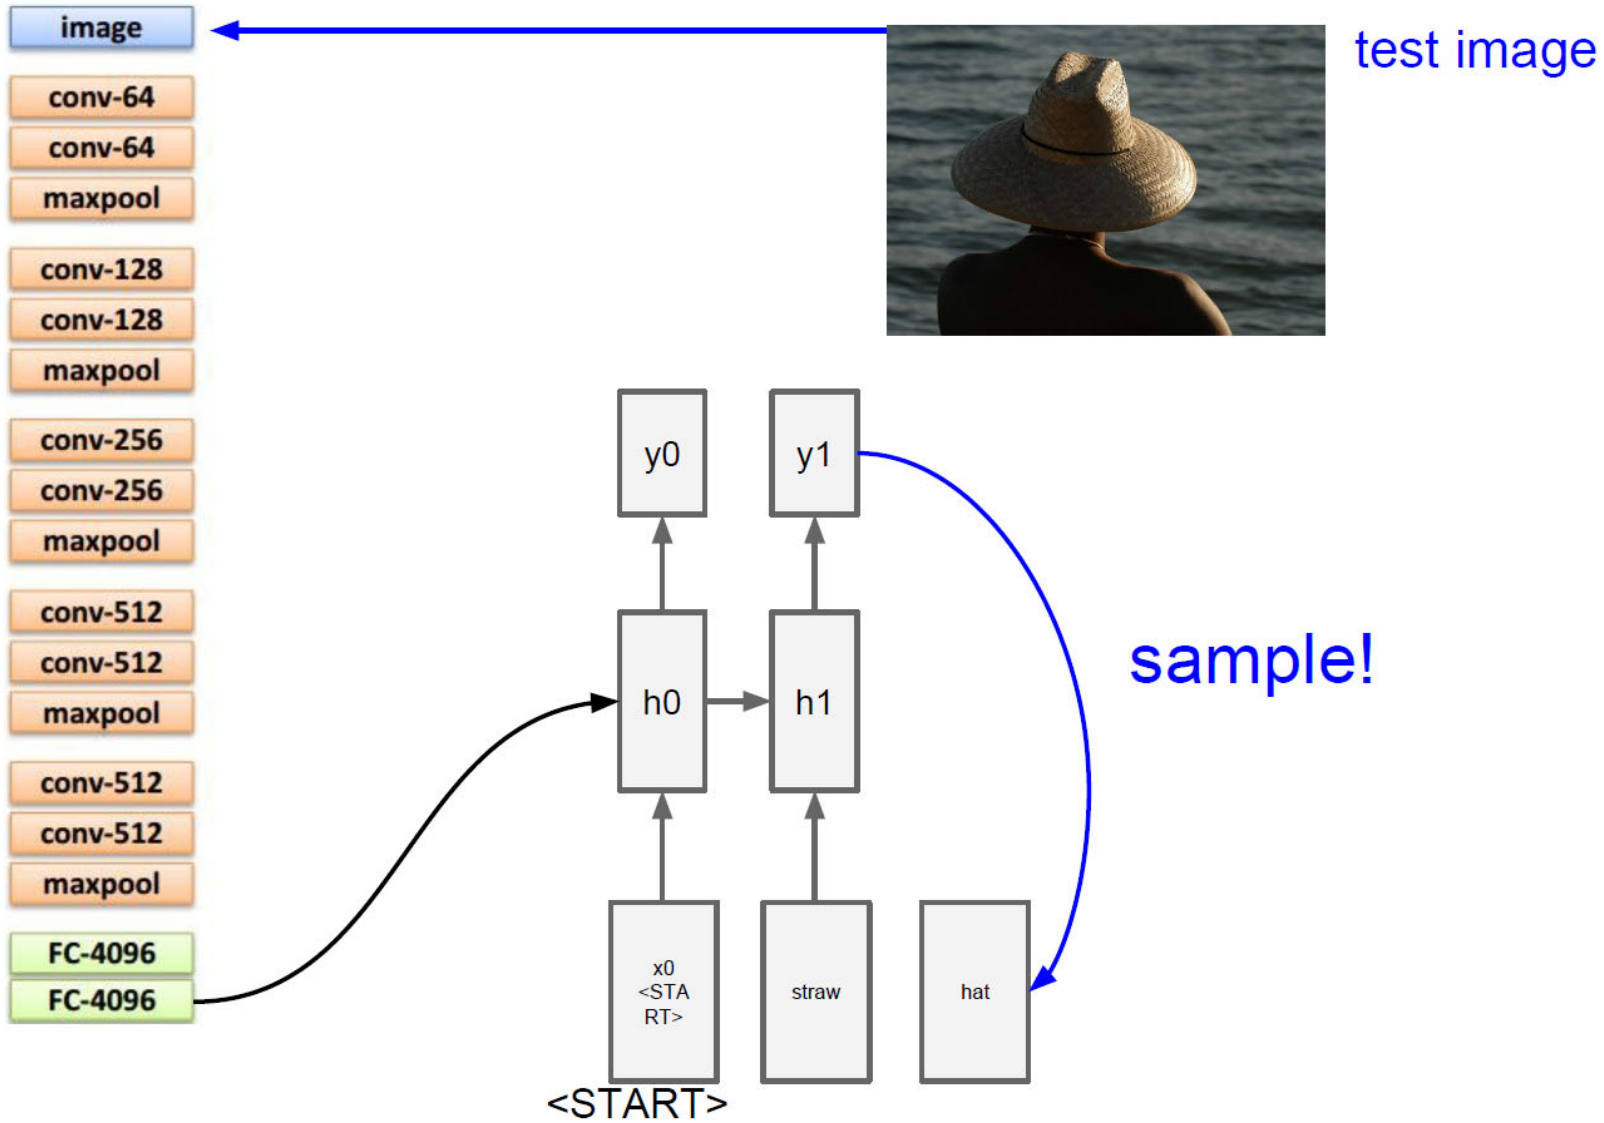 image
test image
conv-64
conv-64
maxpool
conv-128
conv-128
maxpool
conv-256
conv-256
maxpool
conv-512
conv-512
maxpool
conv-512
conv-512
maxpool
FC-4096
FC-4096
y0
y1
sample!
h0
h1
x0
<STA
RT>
straw
hat
<START>